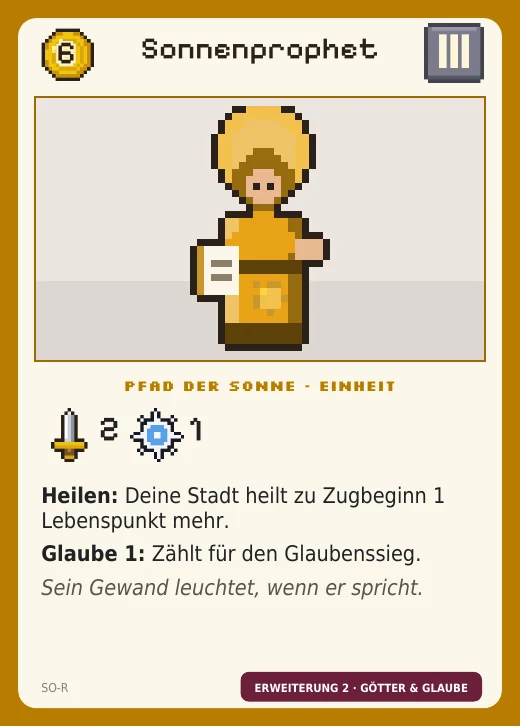 6 Sonnenprophet III
PFAD DER SONNE - EINHEIT
2 1
Heilen: Deine Stadt heilt zu Zugbeginn 1
Lebenspunkt mehr.
Glaube 1: Zählt für den Glaubenssieg.
Sein Gewand leuchtet, wenn er spricht.
SO-R
ERWEITERUNG 2 · GÖTTER & GLAUBE